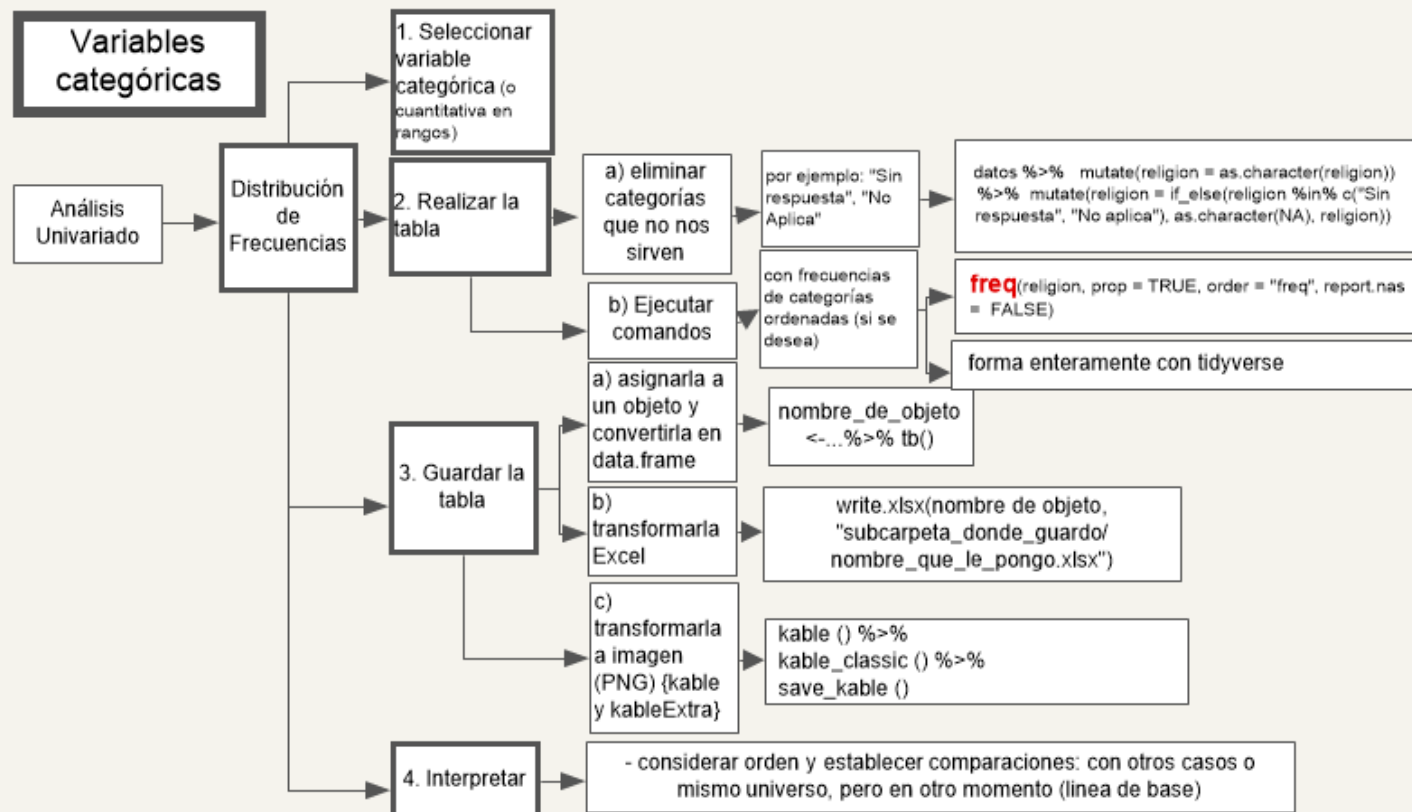 Variables
categóricas
Análisis
Univariado
Distribución
de
Frecuencias
1. Seleccionar
variable
categórica (o
cuantitativa en
rangos)
2. Realizar la
tabla
a) eliminar
categorías
que no nos
sirven
por ejemplo: "Sin
respuesta", "No
Aplica"
datos %>% mutate(religion = as.character(religion))
%>% mutate(religion = if_else(religion %in% c("Sin
respuesta", "No aplica"), as.character(NA), religion))
b) Ejecutar
comandos
con frecuencias
de categorías
ordenadas (si se
desea)
freq(religion, prop = TRUE, order = "freq", report.nas
= FALSE)
forma enteramente con tidyverse
3. Guardar la
tabla
a) asignarla a
un objeto y
convertirla en
data.frame
nombre_de_objeto
<-...%>% tb()
b)
transformarla
Excel
write.xlsx(nombre de objeto,
"subcarpeta_donde_guardo/
nombre_que_le_pongo.xlsx")
c)
transformarla
a imagen
(PNG) {kable
y kableExtra}
kable () %>%
kable_classic () %>%
save_kable ()
4. Interpretar
- considerar orden y establecer comparaciones: con otros casos o
mismo universo, pero en otro momento (linea de base)